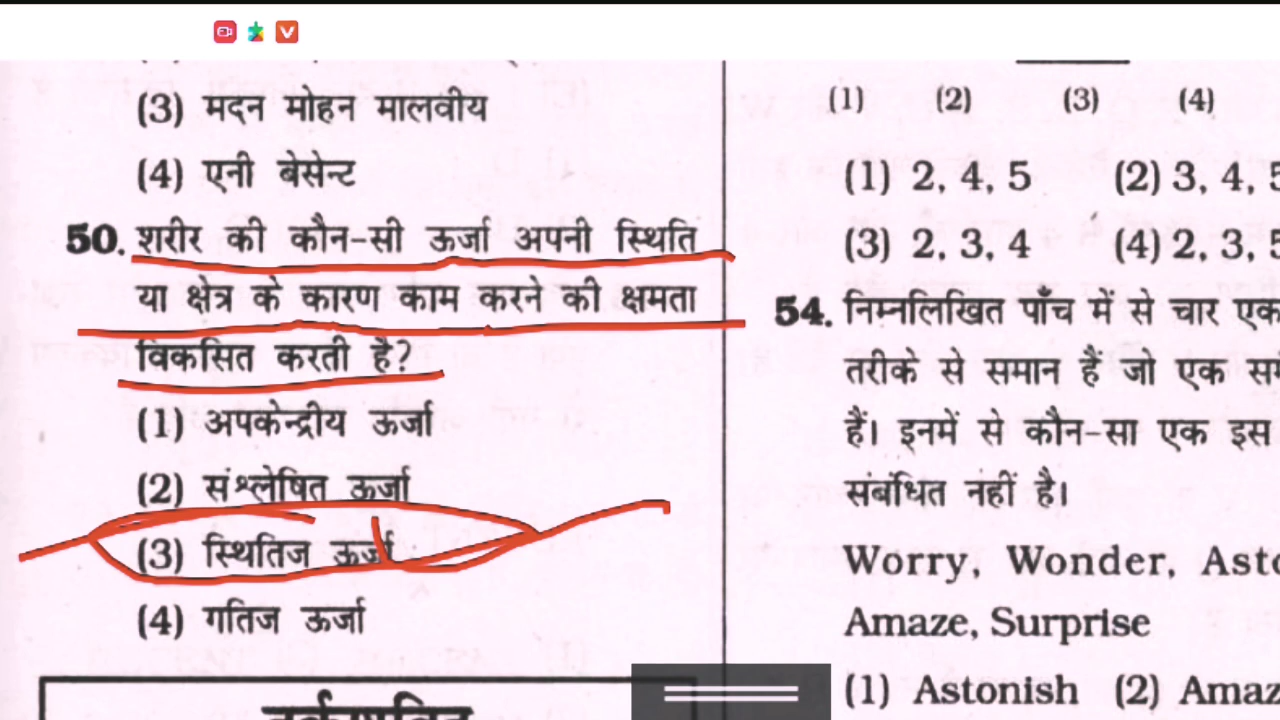 (3) मदन मोहन मालवीय
(4) एनी बेसेन्ट
50. शरीर की कौन-सी ऊर्जा अपनी स्थिति
या क्षेत्र के कारण काम करने की क्षमता
विकसित करती है?
(1) अपकेन्द्रीय ऊर्जा
(2) संश्लेषित ऊर्जा
(3) स्थितिज ऊर्जा
(4) गतिज ऊर्जा
(1) (2) (3) (4)
(1) 2, 4, 5 (2) 3, 4,
(3) 2, 3, 4 (4) 2, 3,
54. निम्नलिखित पाँच में से चार एक
तरीके से समान हैं जो एक
हैं। इनमें से कौन-सा एक इस
संबंधित नहीं है।
Worry, Wonder,
Amaze, Surprise
(1) Astonish (2)